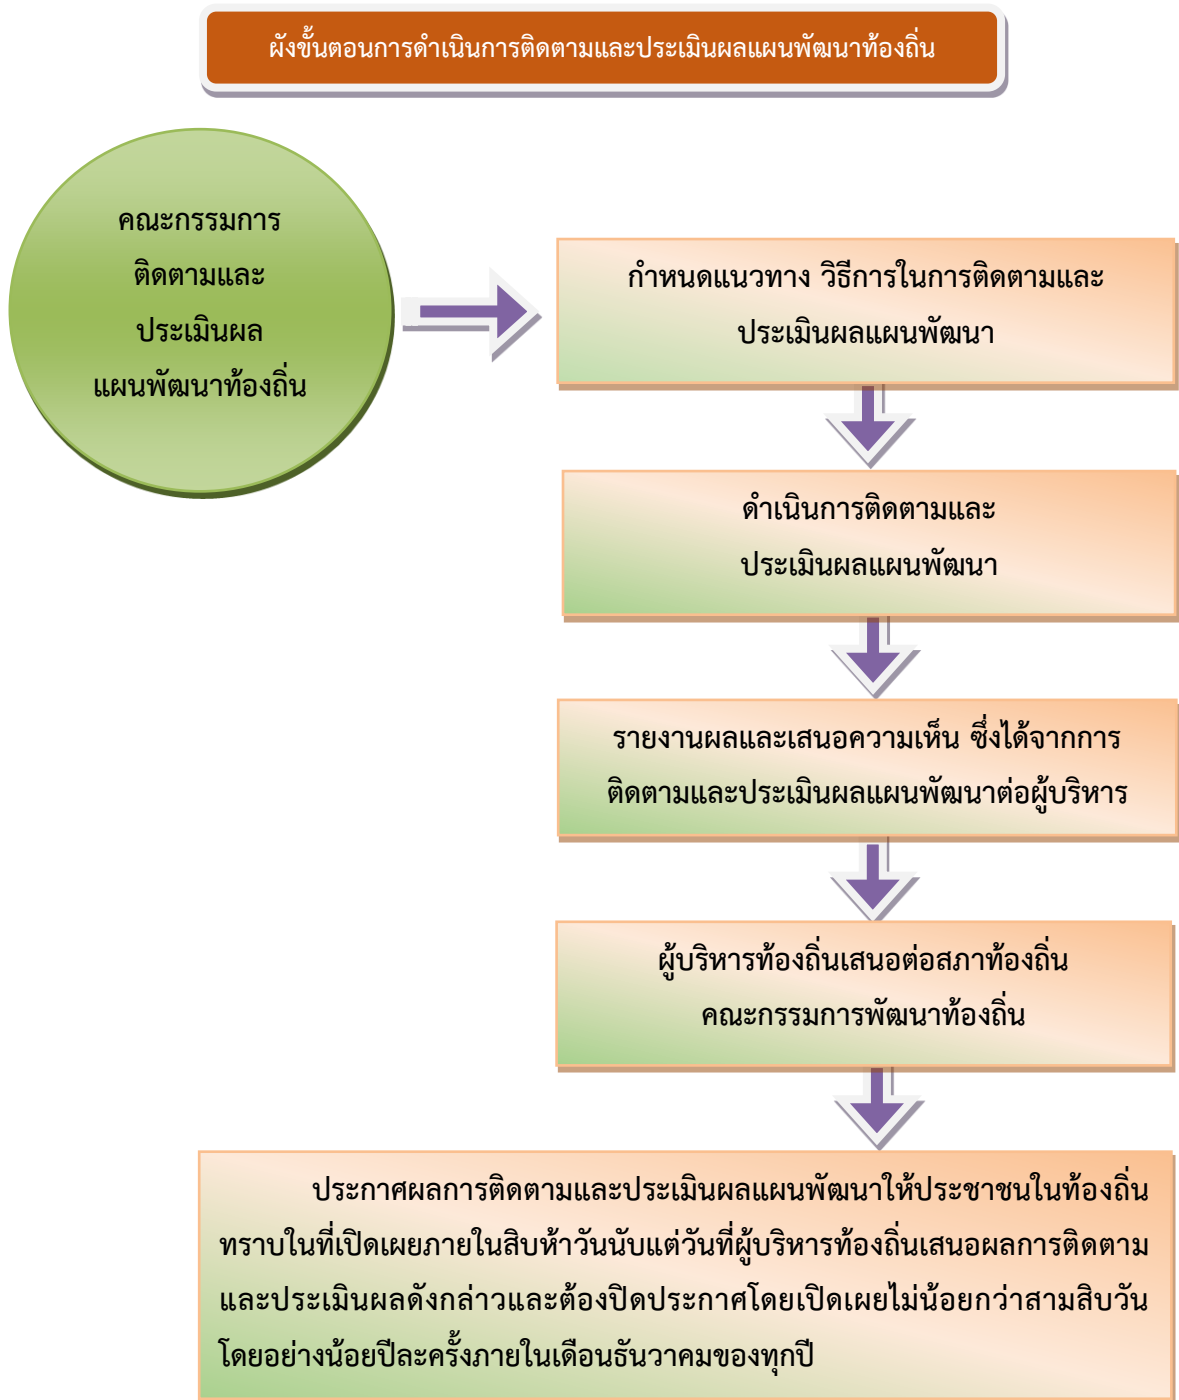 ผังขั้นตอนการดำเนินการติดตามและประเมินผลแผนพัฒนาท้องถิ่น
คณะกรรมการ
ติดตามและ
ประเมินผล
แผนพัฒนาท้องถิ่น
กำหนดแนวทาง วิธีการในการติดตามและ
ประเมินผลแผนพัฒนา
ดำเนินการติดตามและ
ประเมินผลแผนพัฒนา
รายงานผลและเสนอความเห็น ซึ่งได้จากการ
ติดตามและประเมินผลแผนพัฒนาต่อผู้บริหาร
ผู้บริหารท้องถิ่นเสนอต่อสภาท้องถิ่น
คณะกรรมการพัฒนาท้องถิ่น
ประกาศผลการติดตามและประเมินผลแผนพัฒนาให้ประชาชนในท้องถิ่น
ทราบในที่เปิดเผยภายในสิบห้าวันนับแต่วันที่ผู้บริหารท้องถิ่นเสนอผลการติดตาม
และประเมินผลดังกล่าวและต้องปิดประกาศโดยเปิดเผยไม่น้อยกว่าสามสิบวัน
โดยอย่างน้อยปีละครั้งภายในเดือนธันวาคมของทุกปี